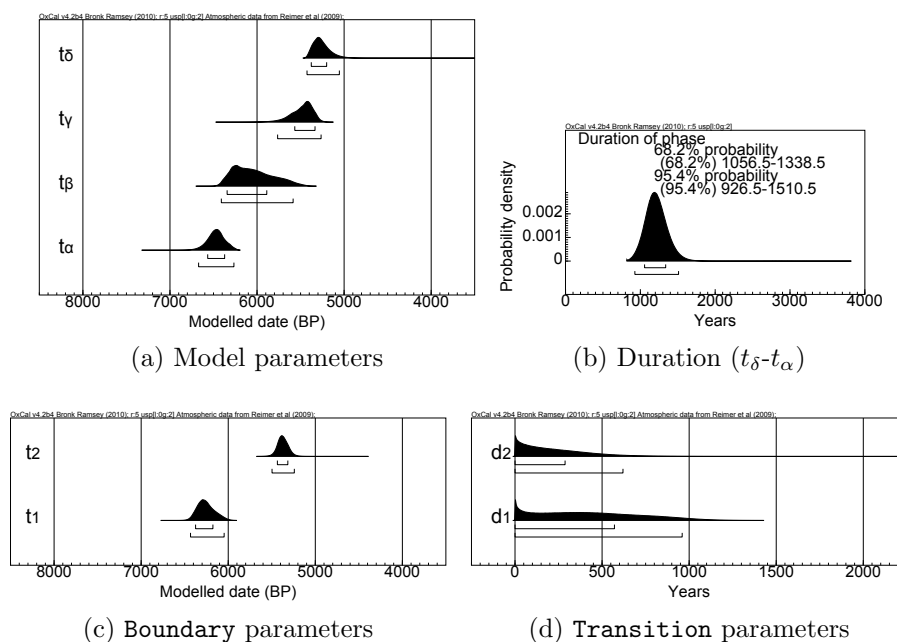 OxCal v4.2b4 Bronk Ramsey (2010); r:5 usp[l:0g:2] Atmospheric data from Reimer et al (2009);
tδ
tγ
tβ
tα
8000 7000 6000 5000 4000
Modelled date (BP)
(a) Model parameters
OxCal v4.2b4 Bronk Ramsey (2010); r:5 usp[l:0g:2]
Duration of phase
68.2% probability
(68.2%) 1056.5-1338.5
95.4% probability
(95.4%) 926.5-1510.5
Probability density
0.002
0.001
0
0 1000 2000 3000 4000
Years
(b) Duration (tδ-tα)
OxCal v4.2b4 Bronk Ramsey (2010); r:5 usp[l:0g:2] Atmospheric data from Reimer et al (2009);
t2
t1
8000 7000 6000 5000 4000
Modelled date (BP)
(c) Boundary parameters
OxCal v4.2b4 Bronk Ramsey (2010); r:5 usp[l:0g:2] Atmospheric data from Reimer et al (2009);
d2
d1
0 500 1000 1500 2000
Years
(d) Transition parameters